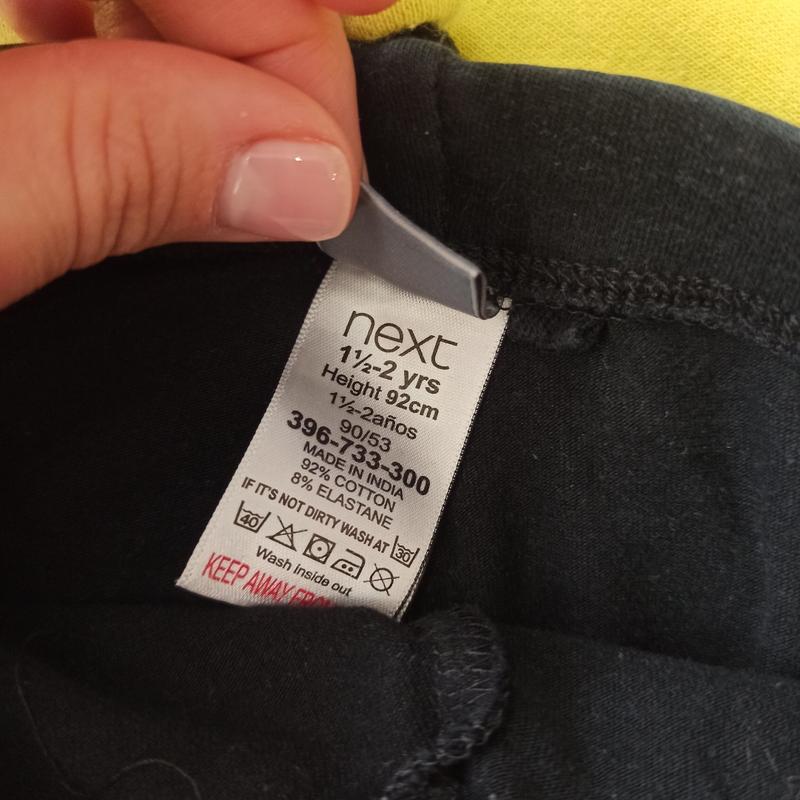 next
1½-2 yrs
Height 92cm
1½-2años
90/53
396-733-300
MADE IN INDIA
92% COTTON
8% ELASTANE
IF IT'S NOT DIRTY WASH AT 30
40
Wash inside out
KEEP AWAY FROM